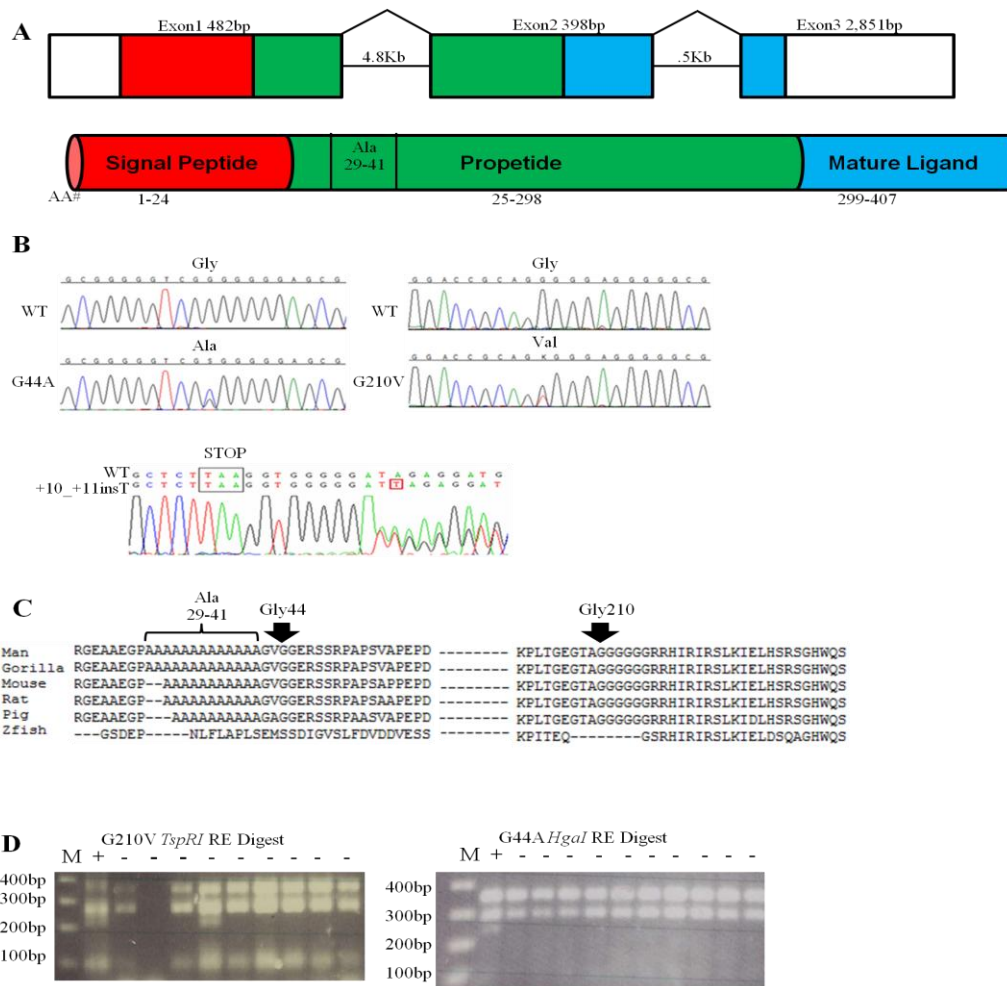 A
Exon1 482bp
Exon2 398bp
Exon3 2,851bp
4.8Kb
.5Kb
Signal Peptide
Ala
29-41
Propetide
Mature Ligand
AA#
1-24
25-298
299-407
B
Gly
G C G G G G G T C G G G G G G A G C G
WT
Ala
G C G G G G G T C G S G G G G A G C G
G44A
Gly
G G A C C G C A G G G G A G G G G G C G
WT
Val
G G A C C G C A G K G G A G G G G G C G
G210V
STOP
WT G C T C T T A A G G T G G G G G A T A G A G G A T G
+10_+11insT G C T C T T A A G G T G G G G G A T T A G A G G A T
C
Ala
29-41
Gly44
Gly210
Man RGEAAEGPAAAAAAAAAAAAAGVGGERSSRPAPSVAPEPD -------- KPLTGEGTAGGGGGGRRHIRIRSLKIELHSRSGHWQS
Gorilla RGEAAEGPAAAAAAAAAAAAAGVGGERSSRPAPSVAPEPD -------- KPLTGEGTAGGGGGGRRHIRIRSLKIELHSRSGHWQS
Mouse RGEAAEGP--AAAAAAAAAAAGVGGERSSRPAPSAPPEPD -------- KPLTGEGTAGGGGGGRRHIRIRSLKIELHSRSGHWQS
Rat RGEAAEGP---AAAAAAAAAAGVGGERSSRPAPSAAPEPD -------- KPLTGEGTAGGGGGGRRHIRIRSLKIELHSRSGHWQS
Pig RGEAAEGP---AAAAAAAAAAGAGGERSSRPAASVAPEPD -------- KPLTGEGTAGGGGGGRRHIRIRSLKIDLHSRSGHWQS
Zfish ---GSDEP----NLFLAPLSEMSSDIGVSLFDVDDVESS -------- KPITEQ--------GSRHIRIRSLKIELDSQAGHWQS
D
G210V TspRI RE Digest
M + - - - - - - - - -
400bp
300bp
200bp
100bp
G44A HgaI RE Digest
M + - - - - - - - - - -
400bp
300bp
200bp
100bp